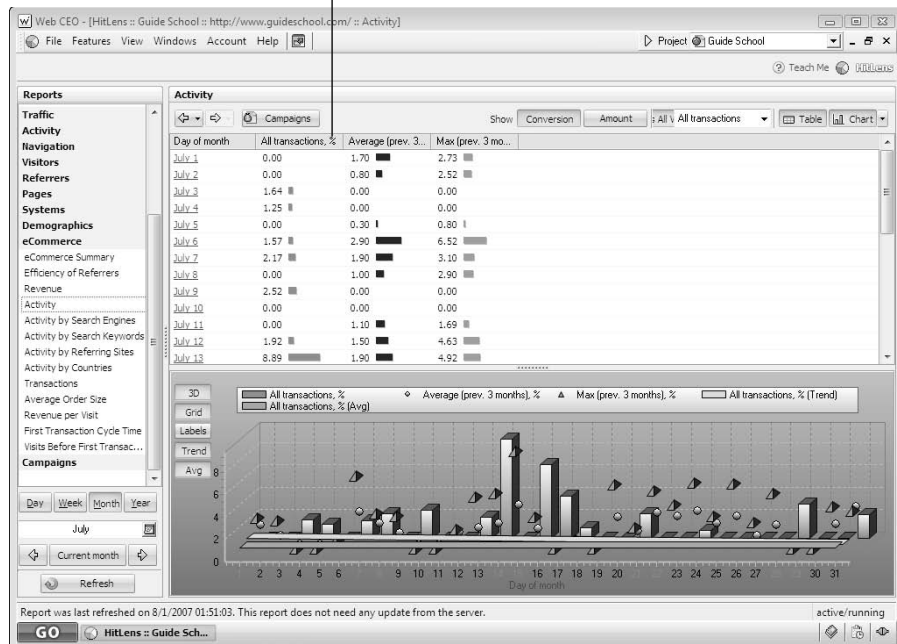 Web CEO - [HitLens :: Guide School :: http://www.guideschool.com/ :: Activity]
File Features View Windows Account Help
Project Guide School
Teach Me HitLens
Reports
Traffic
Activity
Navigation
Visitors
Referrers
Pages
Systems
Demographics
eCommerce
eCommerce Summary
Efficiency of Referrers
Revenue
Activity
Activity by Search Engines
Activity by Search Keywords
Activity by Referring Sites
Activity by Countries
Transactions
Average Order Size
Revenue per Visit
First Transaction Cycle Time
Visits Before First Transac...
Campaigns
Day Week Month Year
July
Current month
Refresh
Activity
Campaigns
Show Conversion Amount All transactions Table Chart
Day of month All transactions, % Average (prev. 3... Max (prev. 3 mo...
July 1 0.00 1.70 2.73
July 2 0.00 0.80 2.52
July 3 1.64 0.00 0.00
July 4 1.25 0.00 0.00
July 5 0.00 0.30 0.80
July 6 1.57 2.90 6.52
July 7 2.17 1.90 3.10
July 8 0.00 1.00 2.90
July 9 2.52 0.00 0.00
July 10 0.00 0.00 0.00
July 11 0.00 1.10 1.69
July 12 1.92 1.50 4.63
July 13 8.89 1.90 4.92
3D
Grid
Labels
Trend
Avg
All transactions, % Average (prev. 3 months), % Max (prev. 3 months), % All transactions, % (Trend)
All transactions, % (Avg)
8
6
4
2
0
2 3 4 5 6 9 10 11 12 13 16 17 18 19 20 23 24 25 26 27 30 31
Day of month
Report was last refreshed on 8/1/2007 01:51:03. This report does not need any update from the server.
active/running
GO HitLens :: Guide Sch...